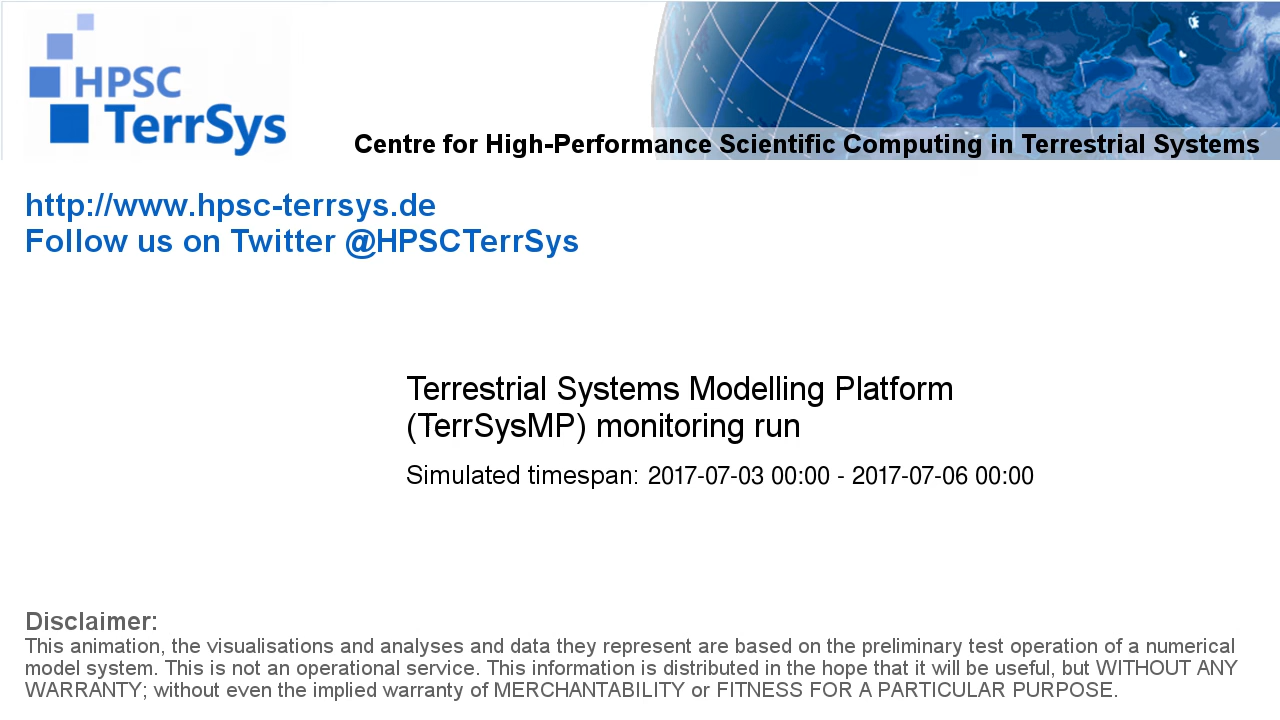 HPSC
TerrSys
Centre for High-Performance Scientific Computing in Terrestrial Systems
http://www.hpsc-terrsys.de
Follow us on Twitter @HPSCTerrSys
Terrestrial Systems Modelling Platform
(TerrSysMP) monitoring run
Simulated timespan: 2017-07-03 00:00 - 2017-07-06 00:00
Disclaimer:
This animation, the visualisations and analyses and data they represent are based on the preliminary test operation of a numerical
model system. This is not an operational service. This information is distributed in the hope that it will be useful, but WITHOUT ANY
WARRANTY; without even the implied warranty of MERCHANTABILITY or FITNESS FOR A PARTICULAR PURPOSE.